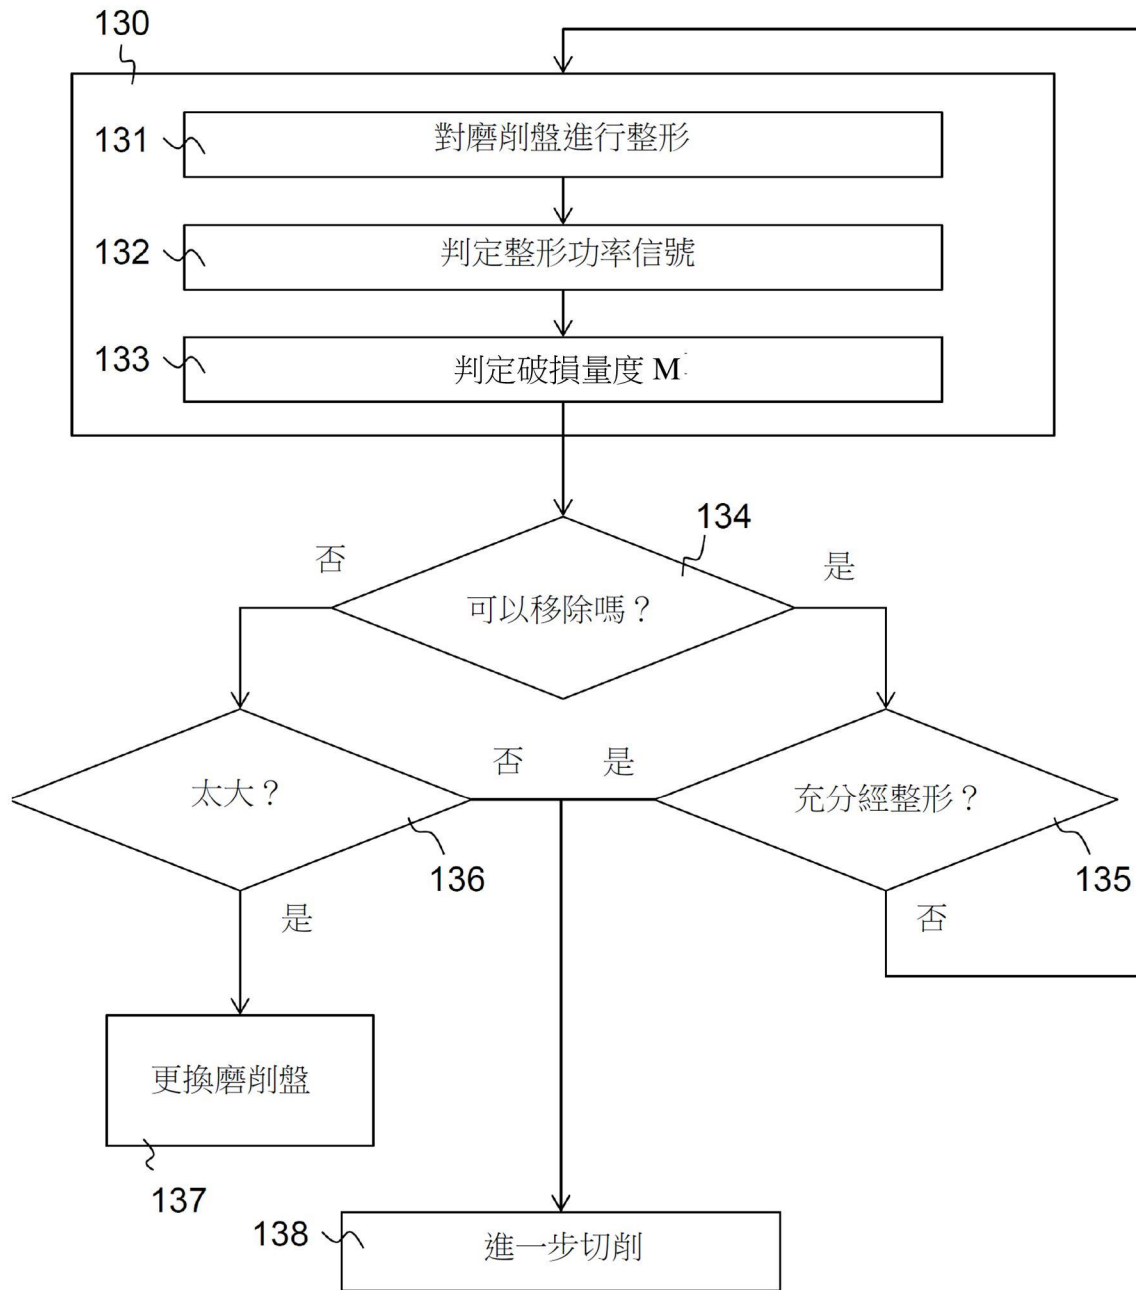 130
131
對磨削盤進行整形
132
判定整形功率信號
133
判定破損量度 M
134
否
是
可以移除嗎？
否
是
太大？
充分經整形？
136
135
是
否
更換磨削盤
137
138
進一步切削